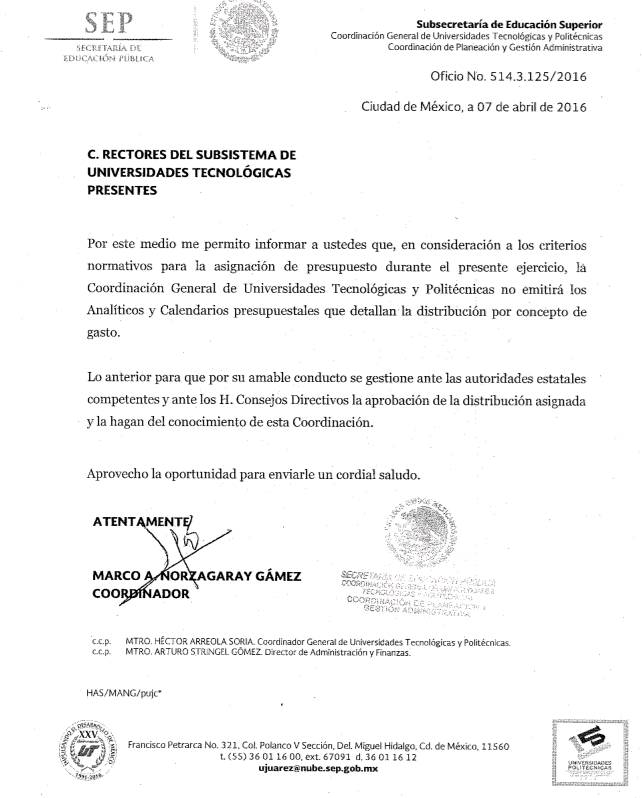 SEP
SECRETARÍA DE
EDUCACIÓN PÚBLICA
Subsecretaría de Educación Superior
Coordinación General de Universidades Tecnológicas y Politécnicas
Coordinación de Planeación y Gestión Administrativa
Oficio No. 514.3.125/2016
Ciudad de México, a 07 de abril de 2016
C. RECTORES DEL SUBSISTEMA DE
UNIVERSIDADES TECNOLÓGICAS
PRESENTES
Por este medio me permito informar a ustedes que, en consideración a los criterios
normativos para la asignación de presupuesto durante el presente ejercicio, la
Coordinación General de Universidades Tecnológicas y Politécnicas no emitirá los
Analíticos y Calendarios presupuestales que detallan la distribución por concepto de
gasto.
Lo anterior para que por su amable conducto se gestione ante las autoridades estatales
competentes y ante los H. Consejos Directivos la aprobación de la distribución asignada
y la hagan del conocimiento de esta Coordinación.
Aprovecho la oportunidad para enviarle un cordial saludo.
ATENTAMENTE
MARCO A. NORZAGARAY GÁMEZ
COORDINADOR
ESTADOS UNIDOS MEXICANOS
SECRETARÍA DE EDUCACIÓN PÚBLICA
COORDINACIÓN GENERAL DE UNIVERSIDADES
TECNOLÓGICAS Y POLITÉCNICAS
COORDINACIÓN DE PLANEACIÓN Y
GESTIÓN ADMINISTRATIVA
c.c.p. MTRO. HÉCTOR ARREOLA SORIA. Coordinador General de Universidades Tecnológicas y Politécnicas.
c.c.p. MTRO. ARTURO STRINGEL GÓMEZ. Director de Administración y Finanzas.
HAS/MANG/pujc*
IMPULSANDO EL DESARROLLO DE MÉXICO
XXV
UT
1991-2016
Francisco Petrarca No. 321, Col. Polanco V Sección, Del. Miguel Hidalgo, Cd. de México, 11560
t. (55) 36 01 16 00, ext. 67091 d, 36 01 16 12
ujuarez@nube.sep.gob.mx
15
UNIVERSIDADES
POLITÉCNICAS